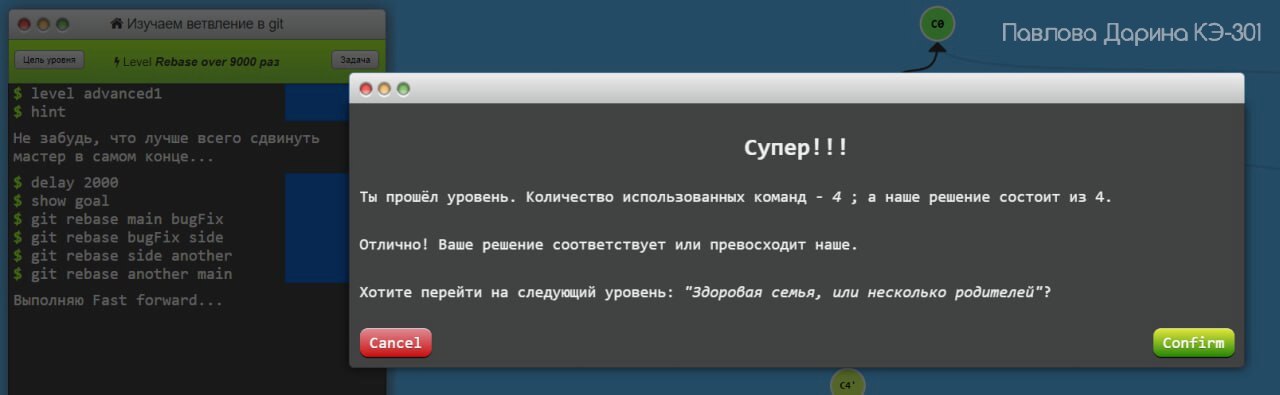 Изучаем ветвление в git
C0
Павлова Дарина КЭ-301
Цель уровня
Level Rebase over 9000 раз
Задача
$ level advanced1
$ hint
Не забудь, что лучше всего сдвинуть
мастер в самом конце...
$ delay 2000
$ show goal
$ git rebase main bugFix
$ git rebase bugFix side
$ git rebase side another
$ git rebase another main
Выполняю Fast forward...
Супер!!!
Ты прошёл уровень. Количество использованных команд - 4 ; а наше решение состоит из 4.
Отлично! Ваше решение соответствует или превосходит наше.
Хотите перейти на следующий уровень: "Здоровая семья, или несколько родителей"?
Cancel
Confirm
C4'